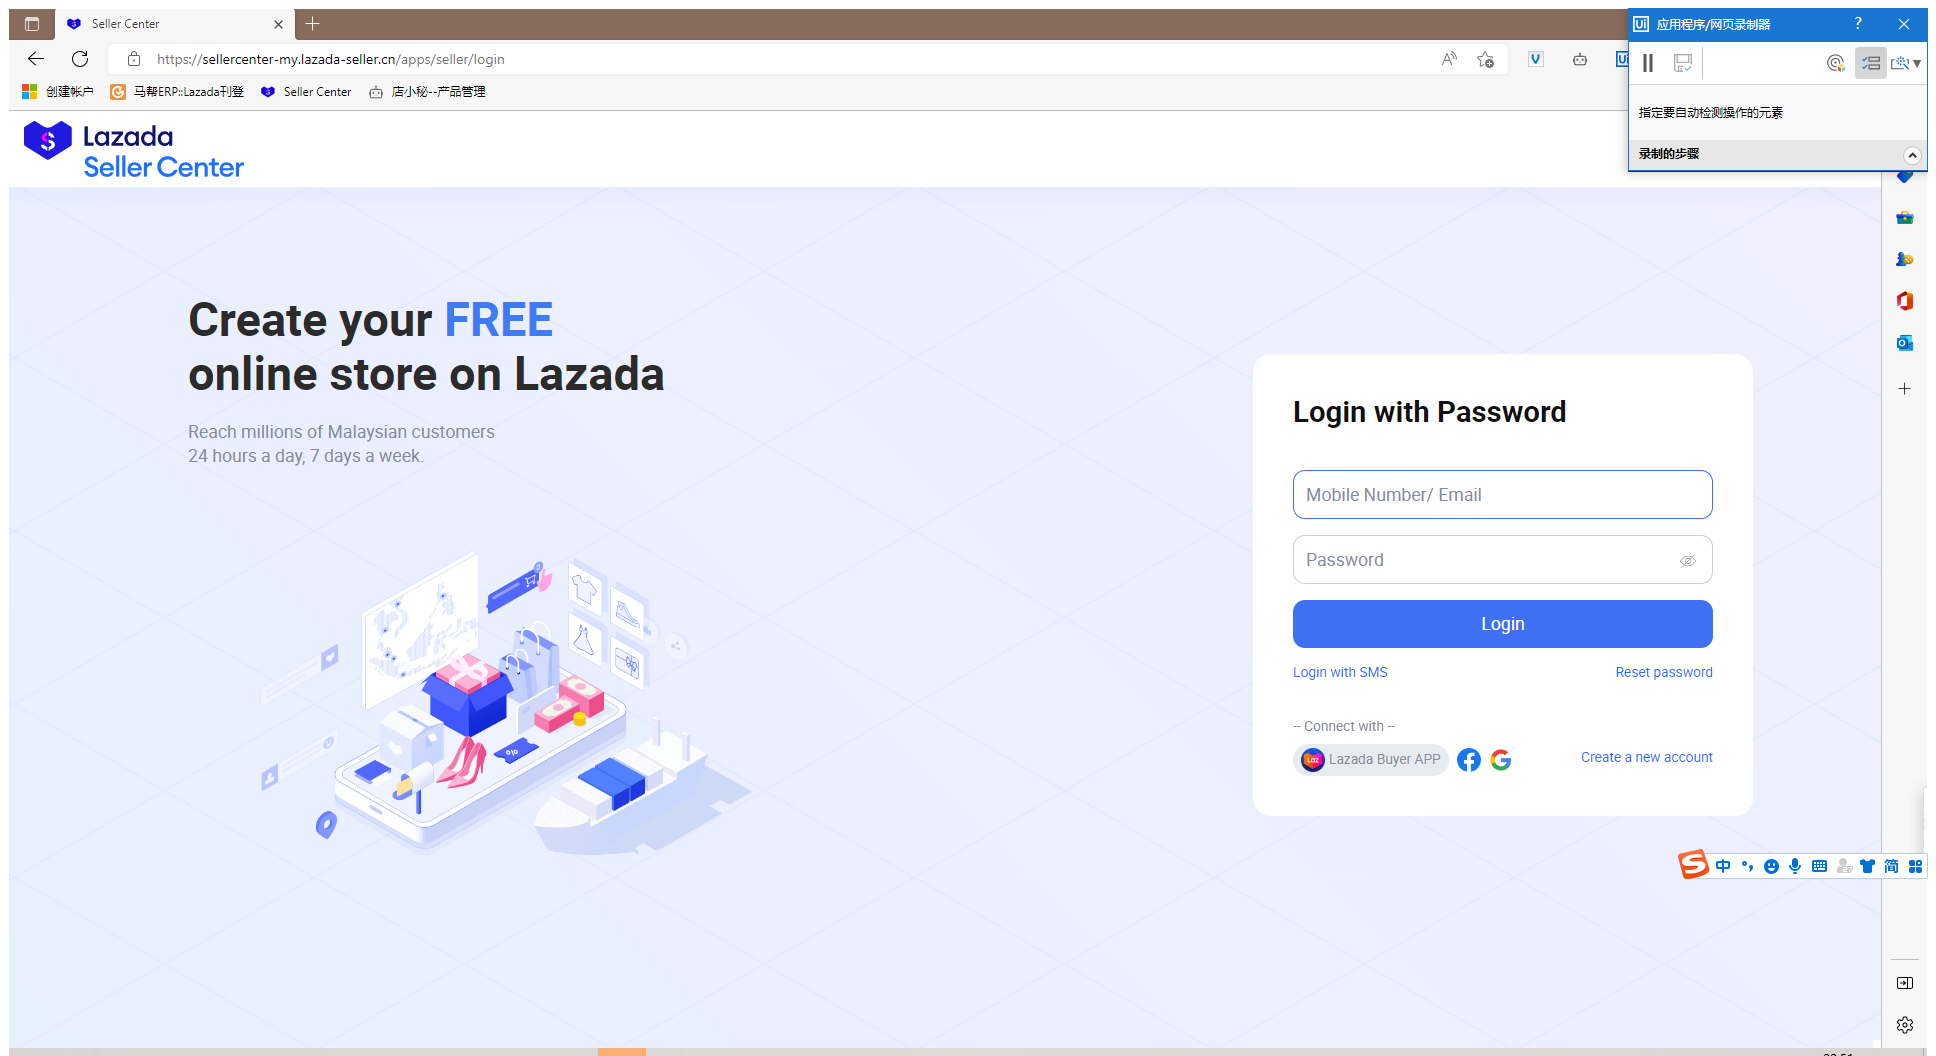 Seller Center
应用程序/网页录制器
?
https://sellercenter-my.lazada-seller.cn/apps/seller/login
创建帐户
马帮ERP::Lazada刊登
Seller Center
店小秘--产品管理
指定要自动检测操作的元素
录制的步骤
Lazada
Seller Center
Create your FREE
online store on Lazada
Reach millions of Malaysian customers
24 hours a day, 7 days a week.
Login with Password
Mobile Number/ Email
Password
Login
Login with SMS
Reset password
-- Connect with --
Lazada Buyer APP
Create a new account
中
简